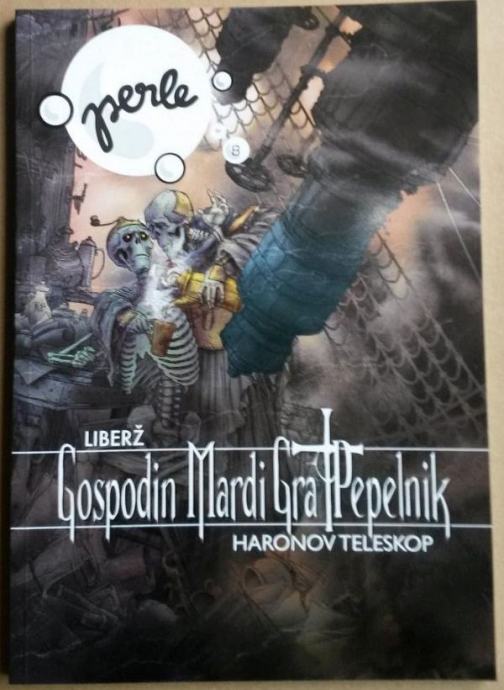 perle
8
LIBERŽ
Gospodin Mardi Gra Pepelnik
HARONOV TELESKOP